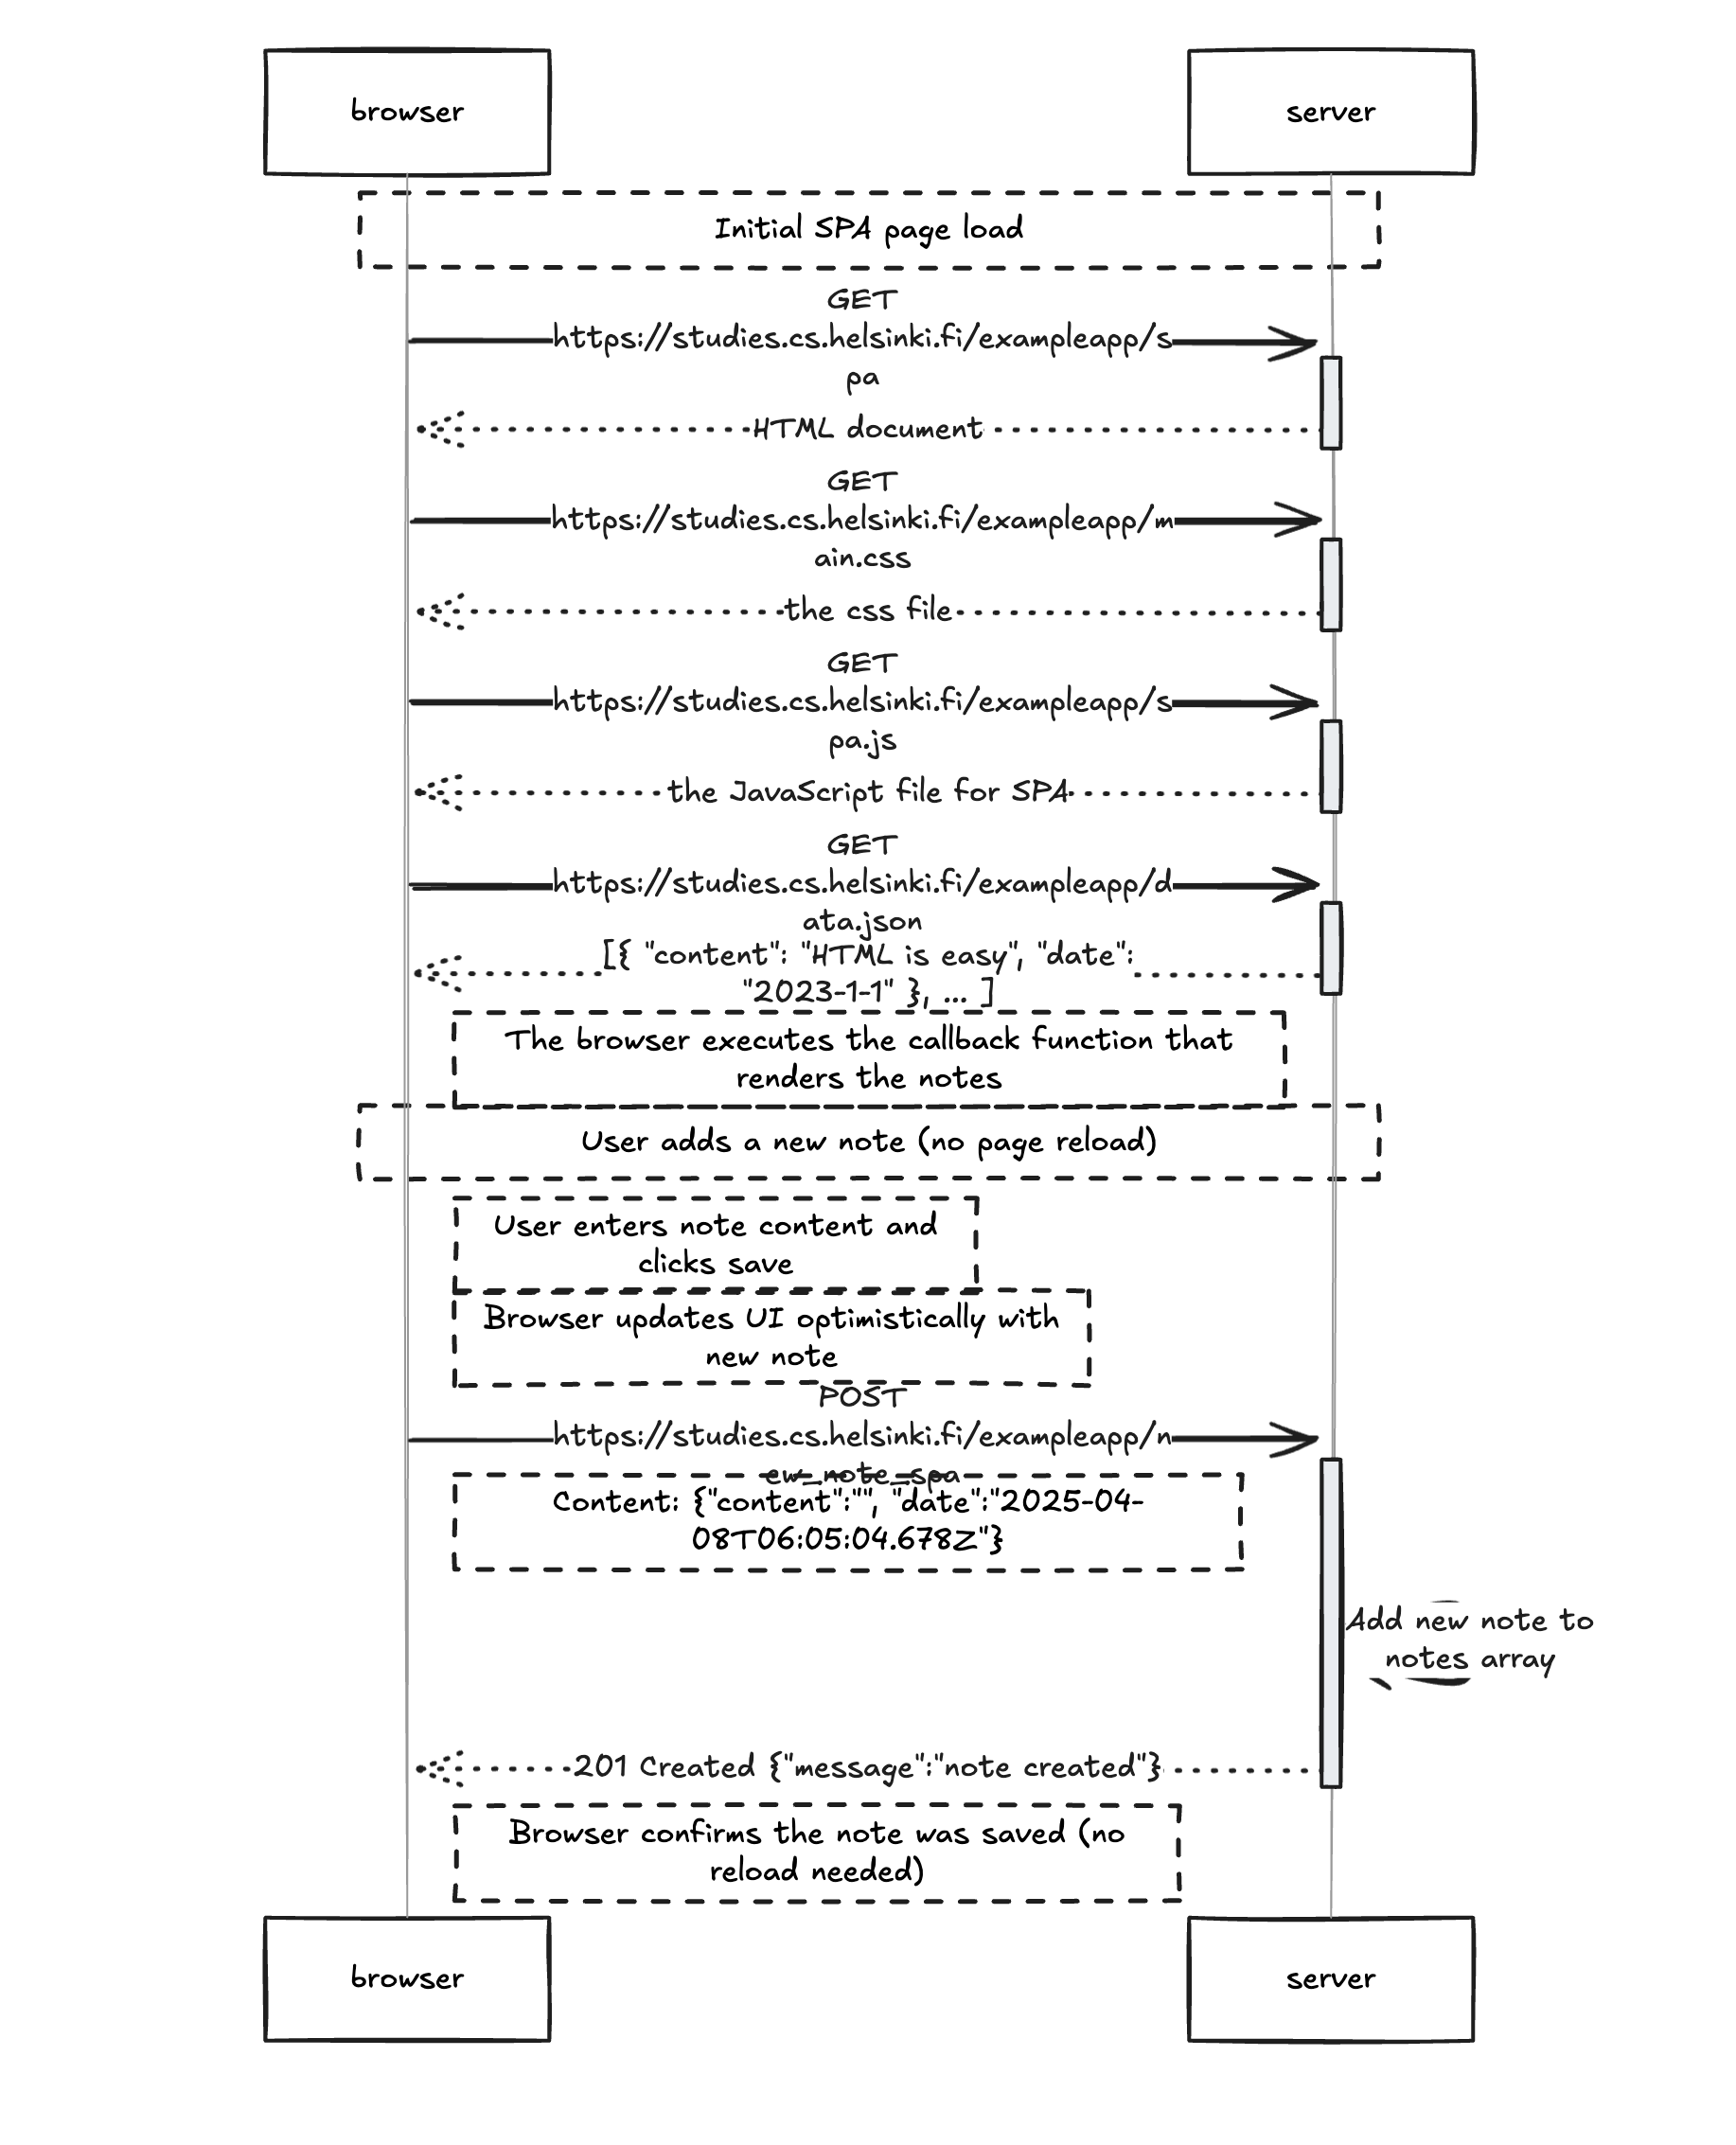 browser
server
Initial SPA page load
GET
https://studies.cs.helsinki.fi/exampleapp/s
pa
HTML document
GET
https://studies.cs.helsinki.fi/exampleapp/m
ain.css
the css file
GET
https://studies.cs.helsinki.fi/exampleapp/s
pa.js
the JavaScript file for SPA
GET
https://studies.cs.helsinki.fi/exampleapp/d
ata.json
[{ "content": "HTML is easy", "date":
"2023-1-1" }, ... ]
The browser executes the callback function that
renders the notes
User adds a new note (no page reload)
User enters note content and
clicks save
Browser updates UI optimistically with
new note
POST
https://studies.cs.helsinki.fi/exampleapp/n
ew_note_spa
Content: {"content":"", "date":"2025-04-
08T06:05:04.678Z"}
Add new note to
notes array
201 Created {"message":"note created"}
Browser confirms the note was saved (no
reload needed)
browser
server